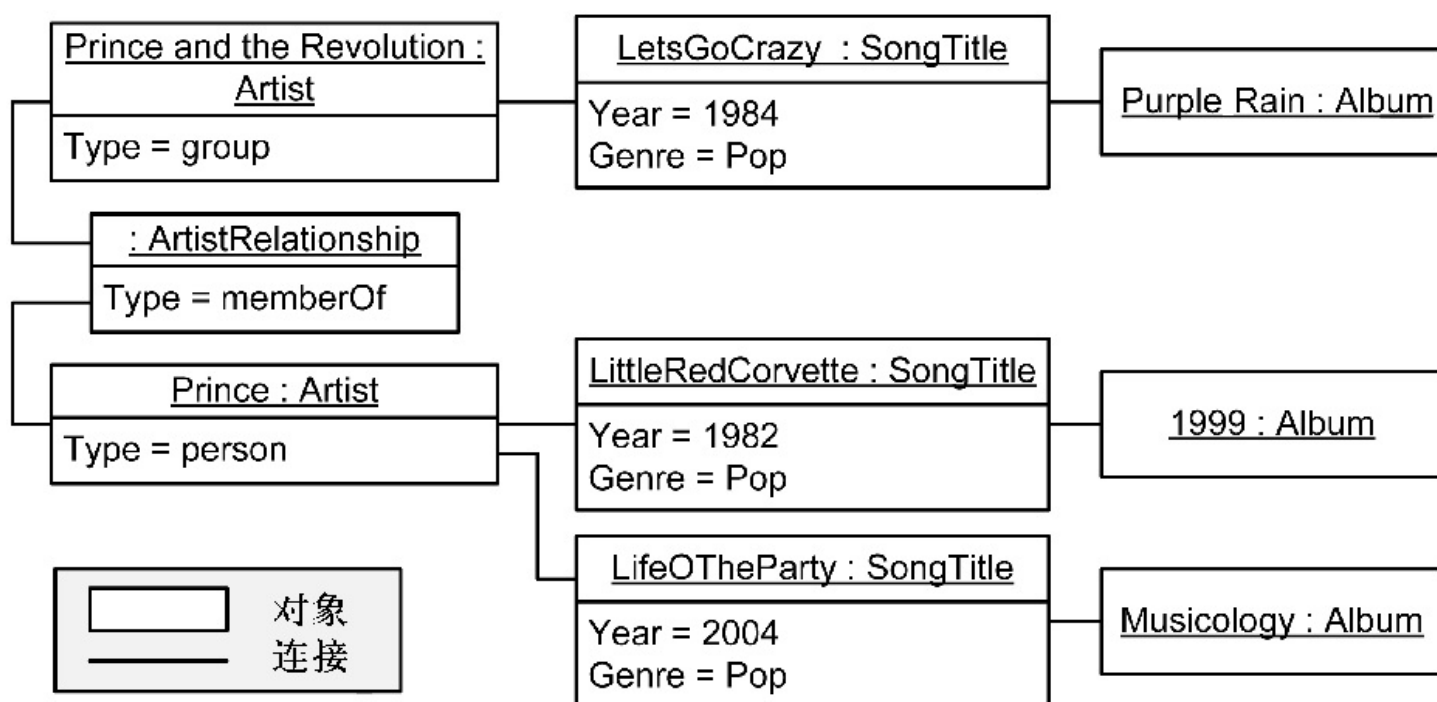 Prince and the Revolution :
Artist
Type = group
LetsGoCrazy : SongTitle
Year = 1984
Genre = Pop
Purple Rain : Album
: ArtistRelationship
Type = memberOf
Prince : Artist
Type = person
LittleRedCorvette : SongTitle
Year = 1982
Genre = Pop
1999 : Album
LifeOTheParty : SongTitle
Year = 2004
Genre = Pop
Musicology : Album
对象
连接